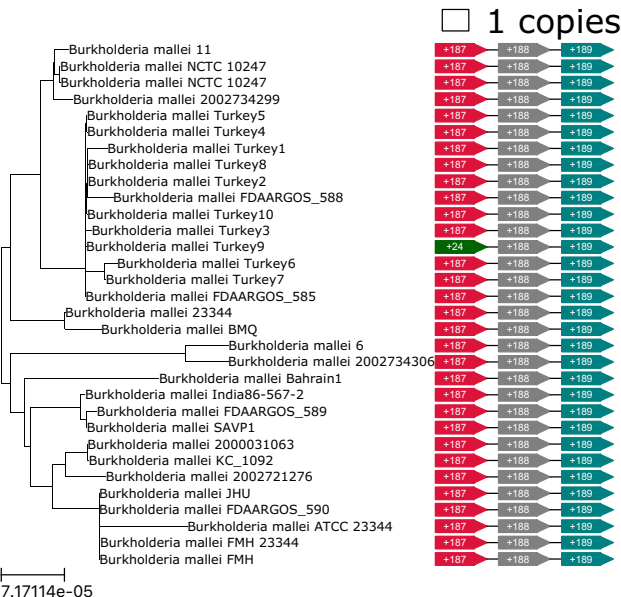 1 copies
Burkholderia mallei 11 +187 +188 +189
Burkholderia mallei NCTC 10247 +187 +188 +189
Burkholderia mallei NCTC 10247 +187 +188 +189
Burkholderia mallei 2002734299 +187 +188 +189
Burkholderia mallei Turkey5 +187 +188 +189
Burkholderia mallei Turkey4 +187 +188 +189
Burkholderia mallei Turkey1 +187 +188 +189
Burkholderia mallei Turkey8 +187 +188 +189
Burkholderia mallei Turkey2 +187 +188 +189
Burkholderia mallei FDAARGOS_588 +187 +188 +189
Burkholderia mallei Turkey10 +187 +188 +189
Burkholderia mallei Turkey3 +187 +188 +189
Burkholderia mallei Turkey9 +24 +188 +189
Burkholderia mallei Turkey6 +187 +188 +189
Burkholderia mallei Turkey7 +187 +188 +189
Burkholderia mallei FDAARGOS_585 +187 +188 +189
Burkholderia mallei 23344 +187 +188 +189
Burkholderia mallei BMQ +187 +188 +189
Burkholderia mallei 6 +187 +188 +189
Burkholderia mallei 2002734306 +187 +188 +189
Burkholderia mallei Bahrain1 +187 +188 +189
Burkholderia mallei India86-567-2 +187 +188 +189
Burkholderia mallei FDAARGOS_589 +187 +188 +189
Burkholderia mallei SAVP1 +187 +188 +189
Burkholderia mallei 2000031063 +187 +188 +189
Burkholderia mallei KC_1092 +187 +188 +189
Burkholderia mallei 2002721276 +187 +188 +189
Burkholderia mallei JHU +187 +188 +189
Burkholderia mallei FDAARGOS_590 +187 +188 +189
Burkholderia mallei ATCC 23344 +187 +188 +189
Burkholderia mallei FMH 23344 +187 +188 +189
Burkholderia mallei FMH +187 +188 +189
7.17114e-05